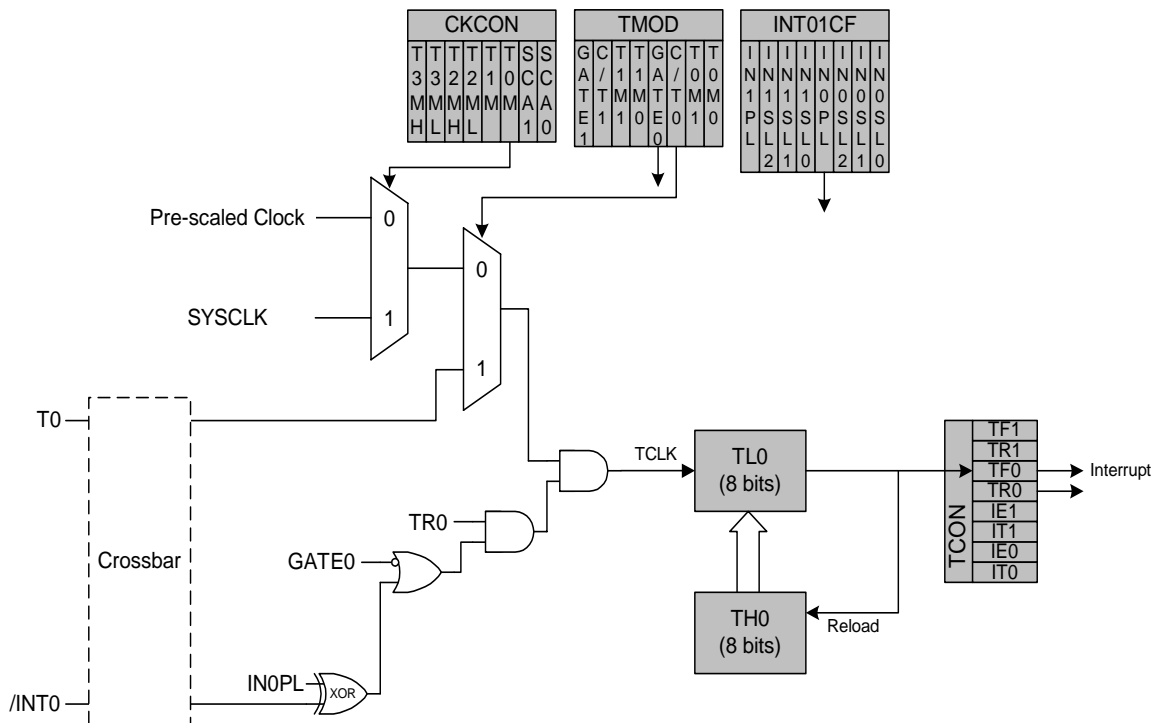 CKCON
T3MH
T3ML
T2MH
T2ML
T1M
T0M
SCA1
SCA0
TMOD
GATE1
C/T1
T1M1
T1M0
GATE0
C/T0
T0M1
T0M0
INT01CF
IN1PL
IN1SL2
IN1SL1
IN1SL0
IN0PL
IN0SL2
IN0SL1
IN0SL0
Pre-scaled Clock
0
SYSCLK
1
0
1
T0
Crossbar
TR0
GATE0
IN0PL
XOR
/INT0
TCLK
TL0
(8 bits)
TH0
(8 bits)
Reload
TCON
TF1
TR1
TF0
TR0
IE1
IT1
IE0
IT0
Interrupt